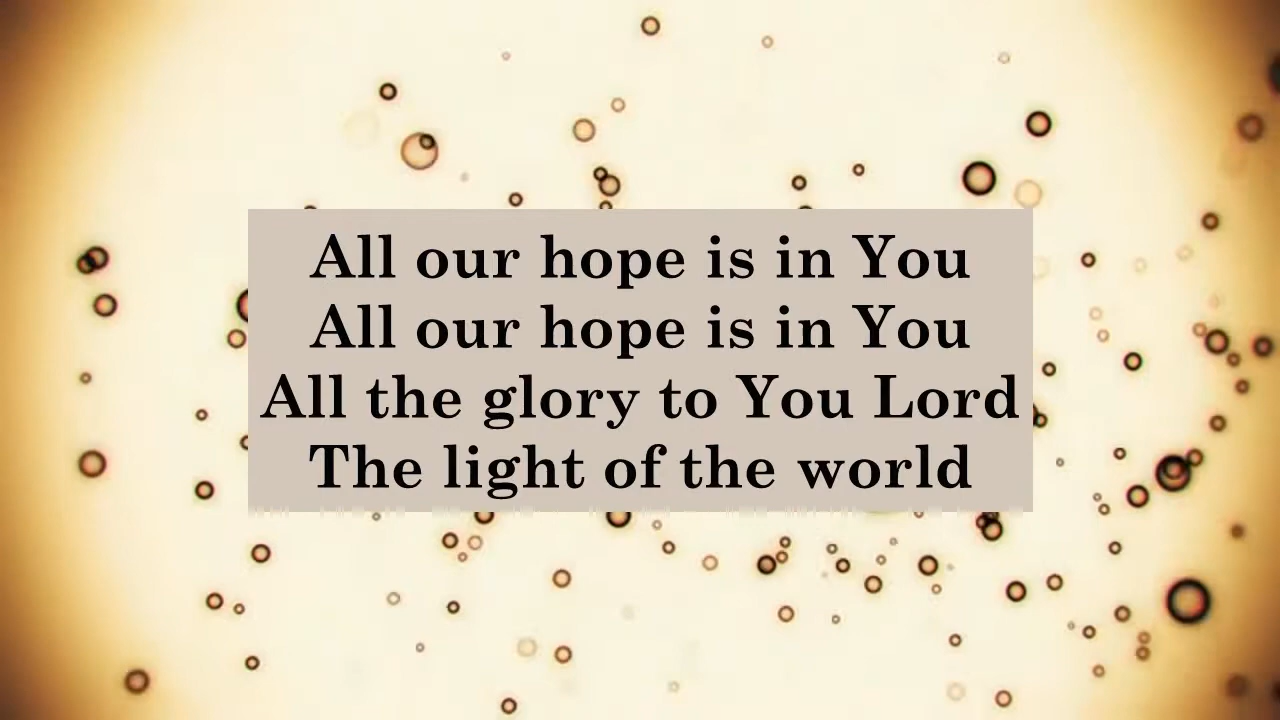 All our hope is in You
All our hope is in You
All the glory to You Lord
The light of the world